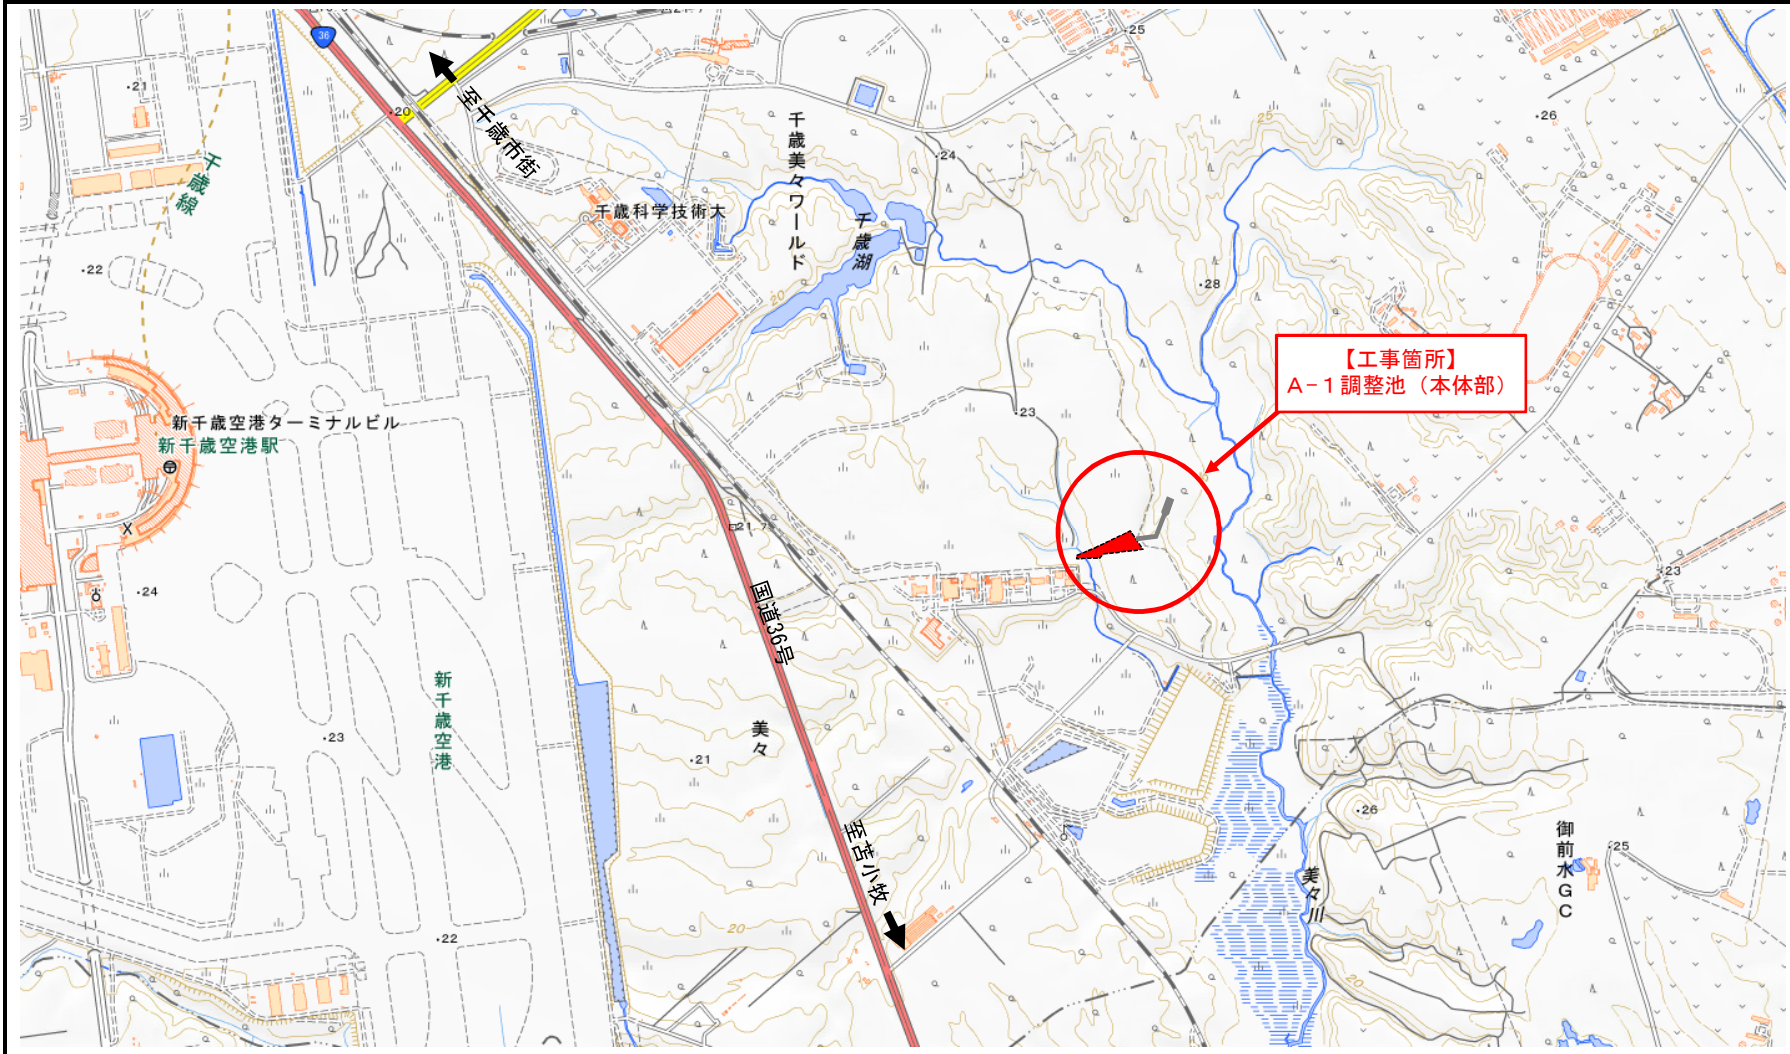 36
25
21
20
至千歳市街
千歳美々ワールド
26
25
24
千歳線
千歳科学技術大
千歳湖
22
28
20
【工事箇所】
A-1調整池（本体部）
23
新千歳空港ターミナルビル
新千歳空港駅
21.7
24
23
国道36号
新千歳空港
美々
23
21
26
至苫小牧
御前水GC
25
美々川
20
22
20